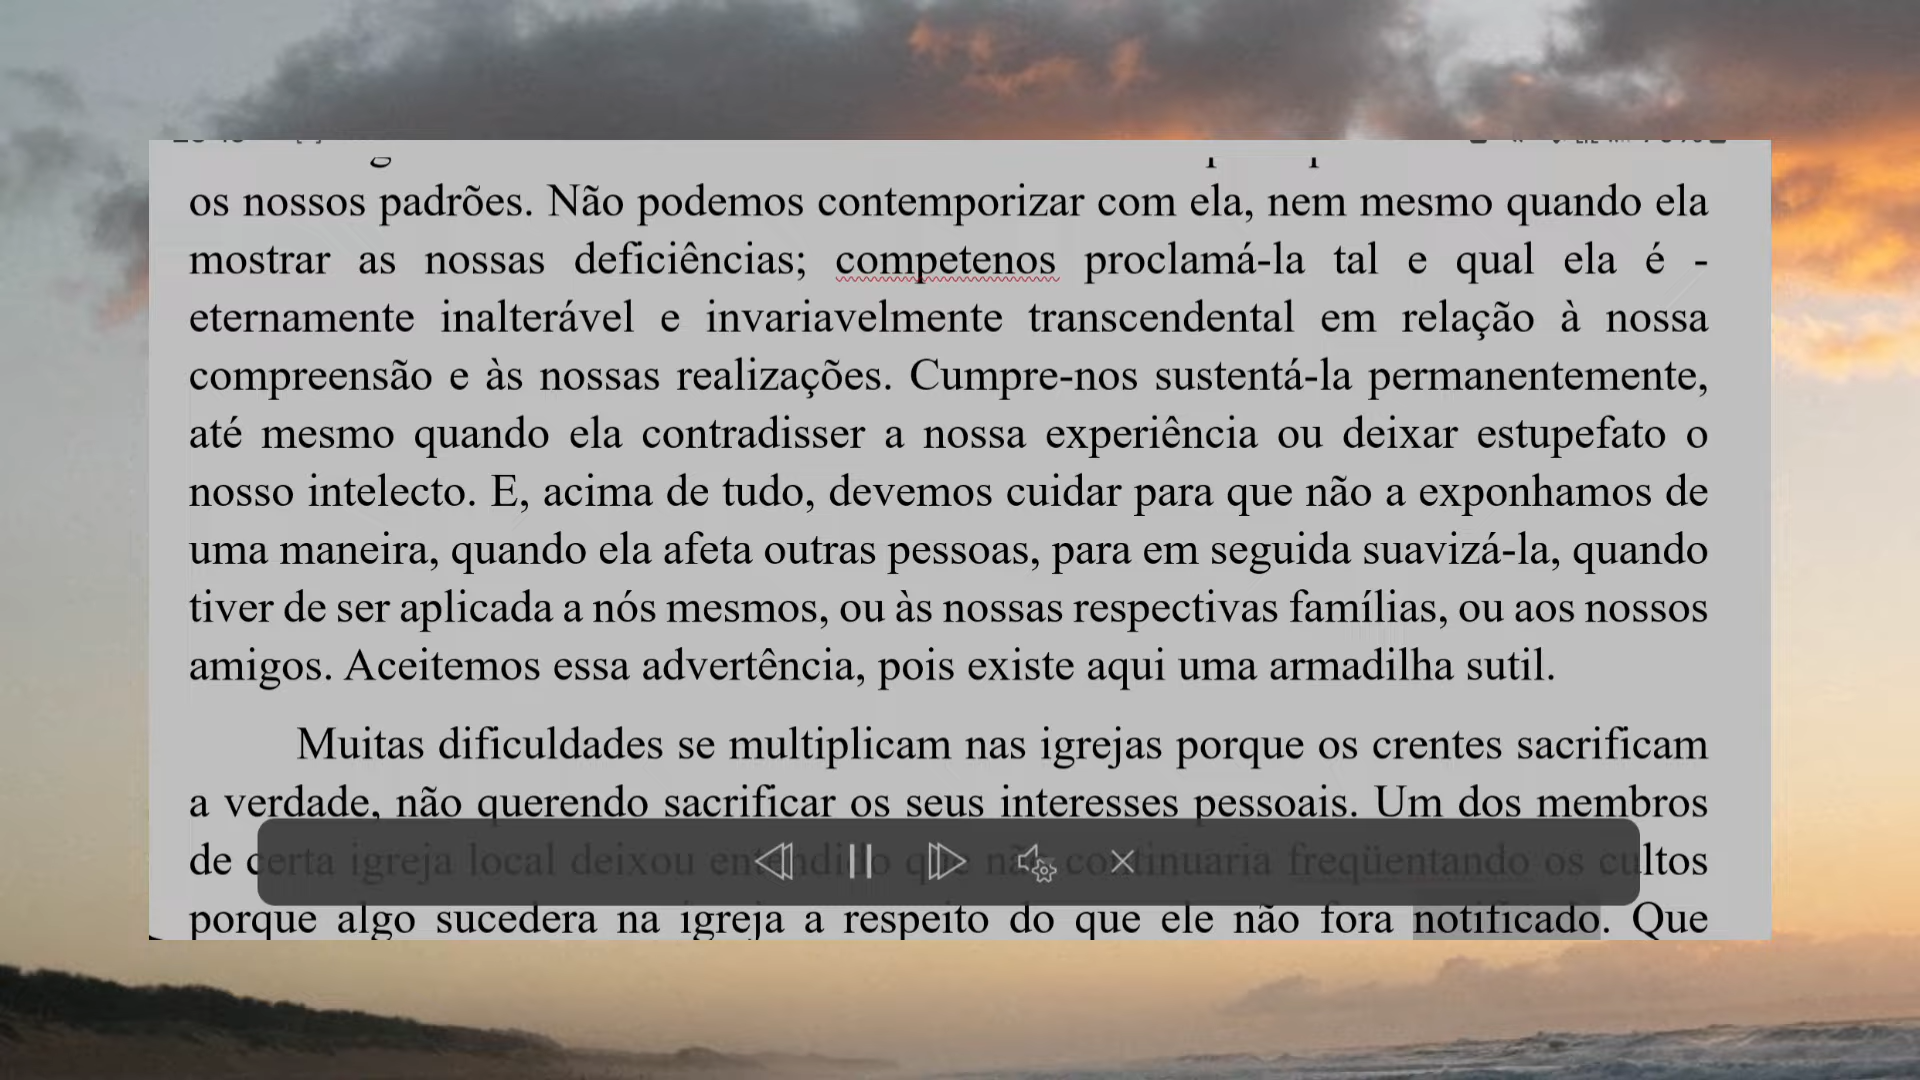 os nossos padrões. Não podemos contemporizar com ela, nem mesmo quando ela
mostrar as nossas deficiências; competenos proclamá-la tal e qual ela é -
eternamente inalterável e invariavelmente transcendental em relação à nossa
compreensão e às nossas realizações. Cumpre-nos sustentá-la permanentemente,
até mesmo quando ela contradisser a nossa experiência ou deixar estupefato o
nosso intelecto. E, acima de tudo, devemos cuidar para que não a exponhamos de
uma maneira, quando ela afeta outras pessoas, para em seguida suavizá-la, quando
tiver de ser aplicada a nós mesmos, ou às nossas respectivas famílias, ou aos nossos
amigos. Aceitemos essa advertência, pois existe aqui uma armadilha sutil.
Muitas dificuldades se multiplicam nas igrejas porque os crentes sacrificam
a verdade, não querendo sacrificar os seus interesses pessoais. Um dos membros
de certa igreja local deixou entendido que não continuaria freqüentando os cultos
porque algo sucedera na igreja a respeito do que ele não fora notificado. Que